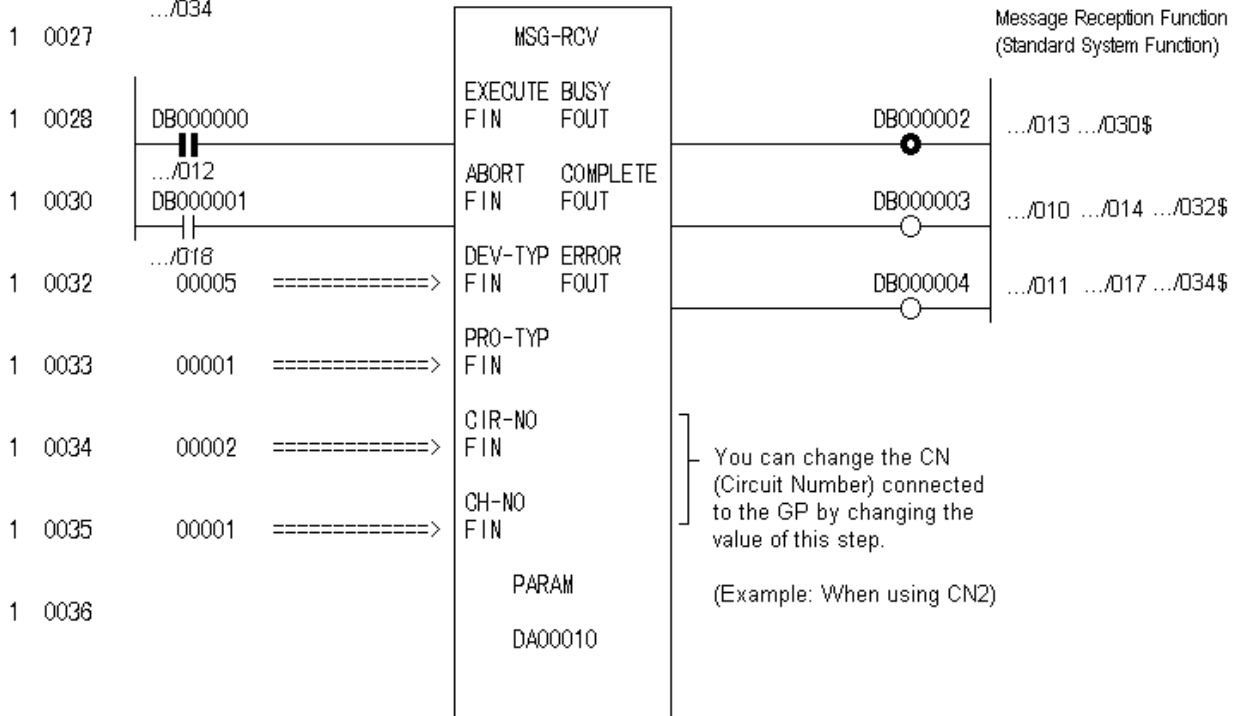 .../034
1 0027 MSG-RCV Message Reception Function
(Standard System Function)
EXECUTE BUSY
1 0028 DB000000 FIN FOUT DB000002 .../013 .../030$
.../012 ABORT COMPLETE
1 0030 DB000001 FIN FOUT DB000003 .../010 .../014 .../032$
.../018 DEV-TYP ERROR
1 0032 00005 ============> FIN FOUT DB000004 .../011 .../017 .../034$
PRO-TYP
1 0033 00001 ============> FIN
CIR-NO
1 0034 00002 ============> FIN
You can change the CN
(Circuit Number) connected
to the GP by changing the
value of this step.
CH-NO
1 0035 00001 ============> FIN
PARAM
(Example: When using CN2)
1 0036
DA00010